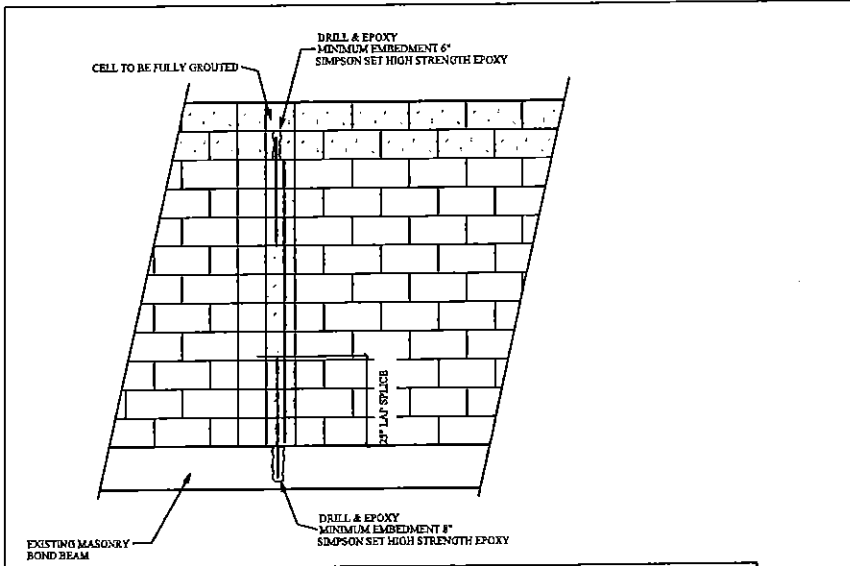 DRILL & EPOXY
MINIMUM EMBEDMENT 6"
SIMPSON SET HIGH STRENGTH EPOXY
CELL TO BE FULLY GROUTED
25" LAP SPLICE
DRILL & EPOXY
MINIMUM EMBEDMENT 8"
SIMPSON SET HIGH STRENGTH EPOXY
EXISTING MASONRY
BOND BEAM